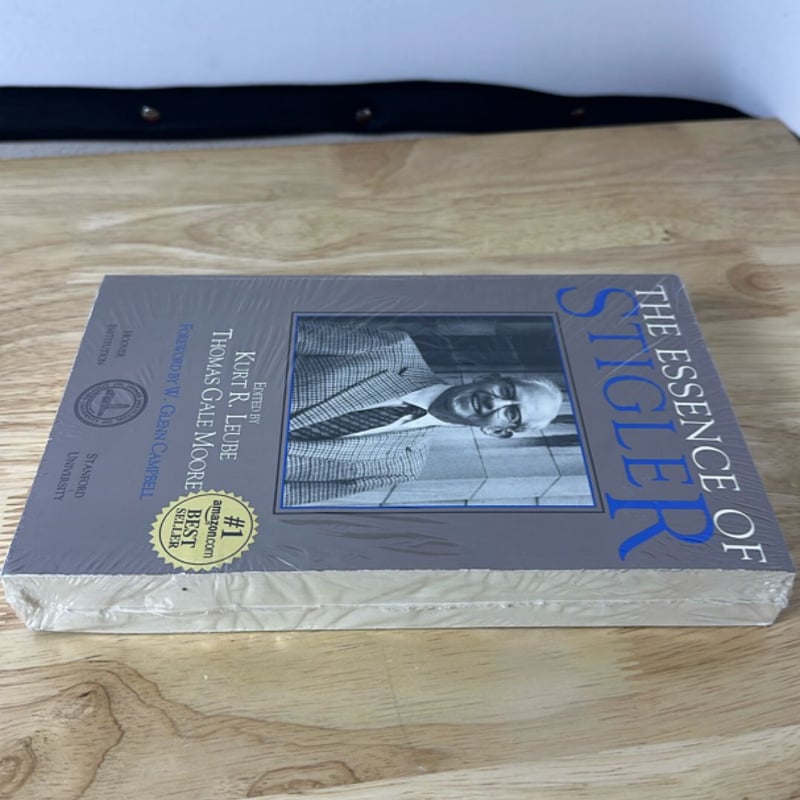 THE ESSENCE OF
STIGLER
EDITED BY
KURT R. LEUBE
THOMAS GALE MOORE
FOREWORD BY W. GLENN CAMPBELL
HOOVER
INSTITUTION
STANFORD
UNIVERSITY
#1
amazon.com
BEST
SELLER